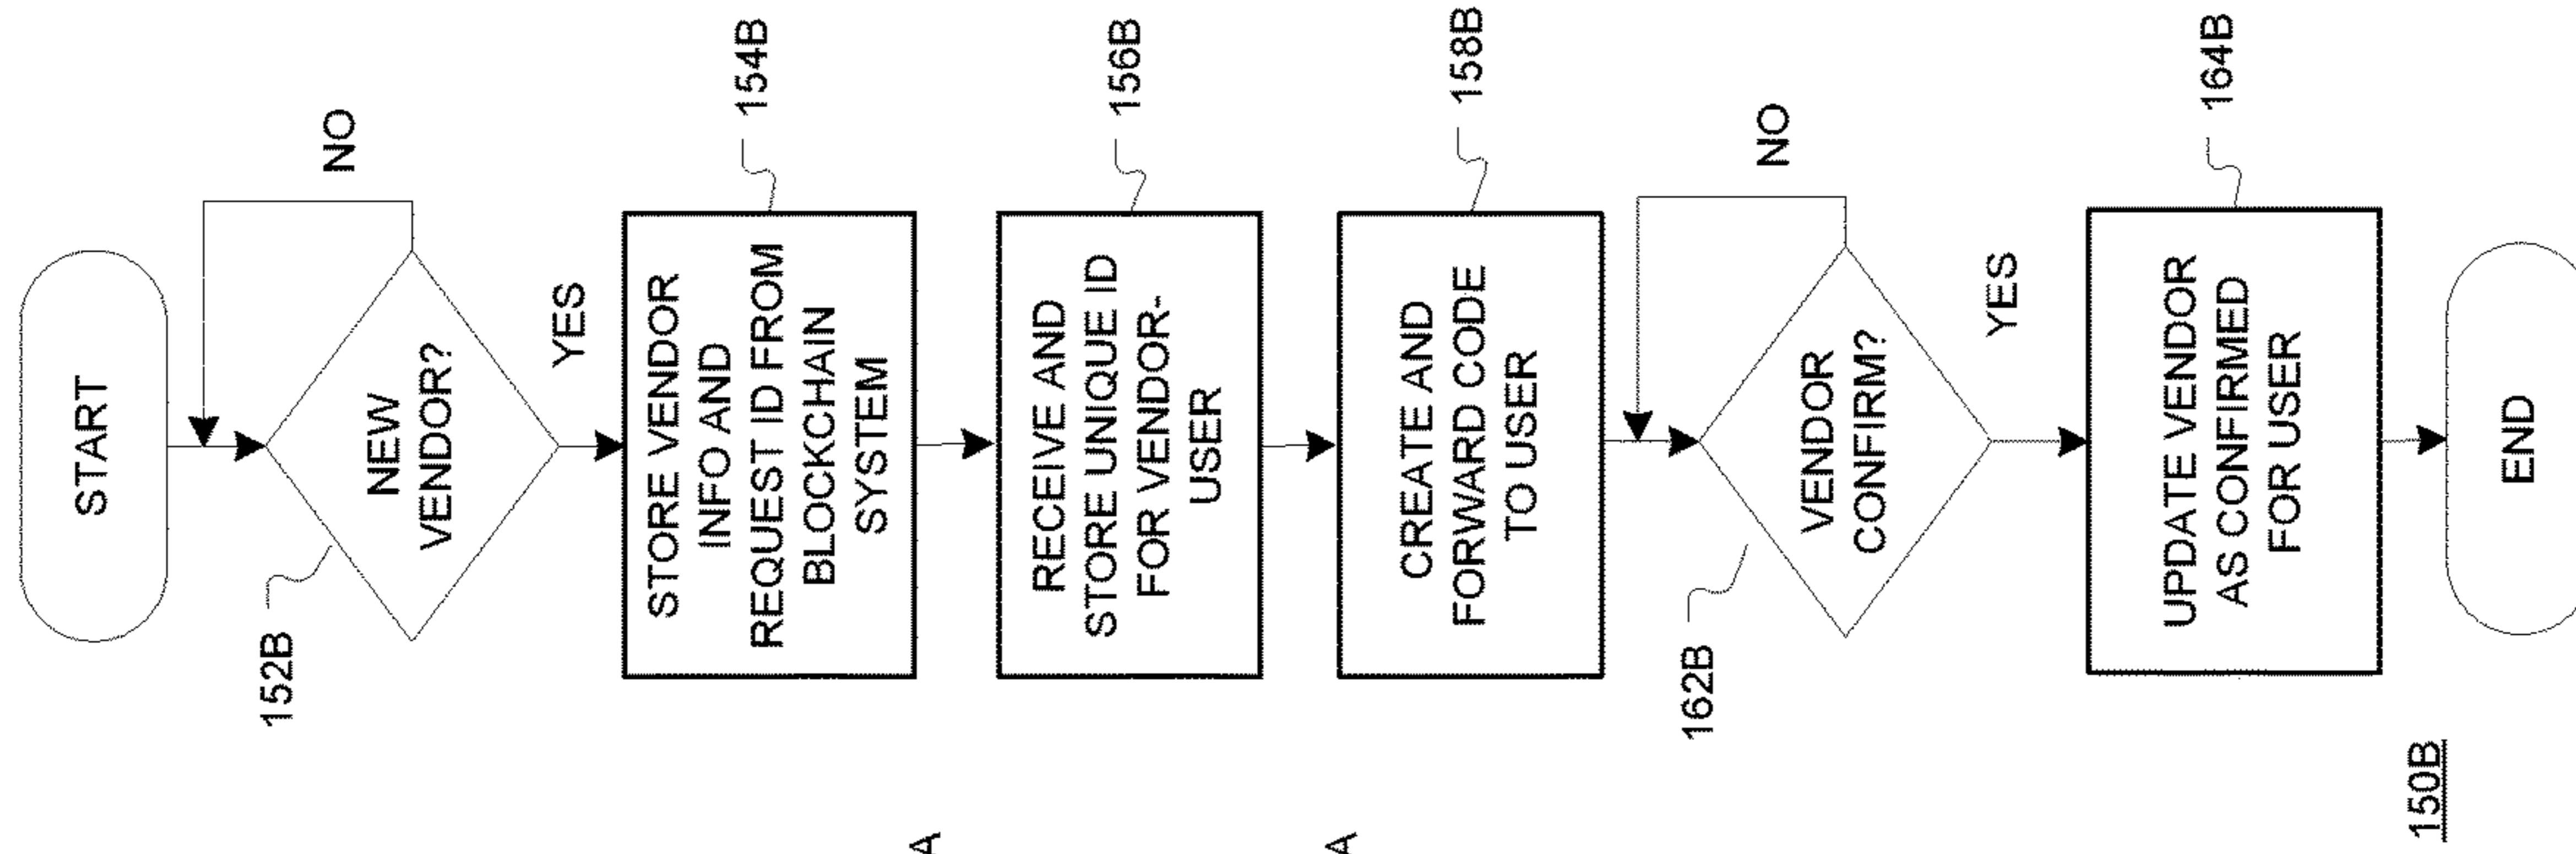 START
NEW
VENDOR?
NO
152B
YES
STORE VENDOR
INFO AND
REQUEST ID FROM
BLOCKCHAIN
SYSTEM
154B
RECEIVE AND
STORE UNIQUE ID
FOR VENDOR-
USER
156B
CREATE AND
FORWARD CODE
TO USER
158B
VENDOR
CONFIRM?
NO
162B
YES
UPDATE VENDOR
AS CONFIRMED
FOR USER
164B
END
150B
A
A